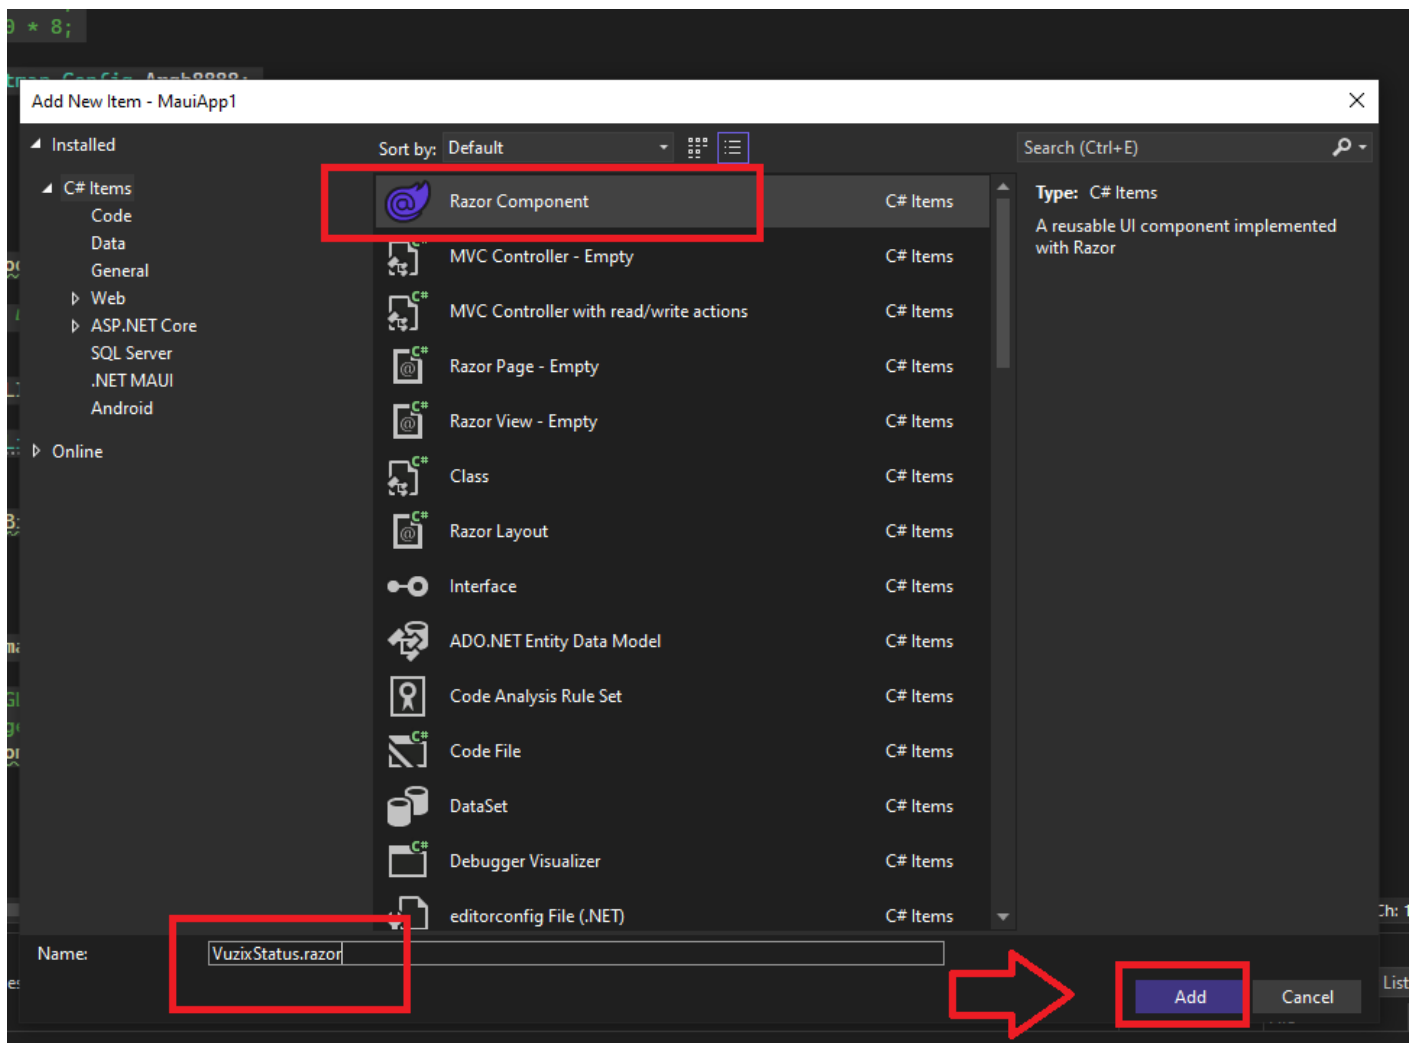 * 8;
Add New Item - MauiApp1
Installed
Sort by: Default
Search (Ctrl+E)
C# Items
Code
Data
General
Web
ASP.NET Core
SQL Server
.NET MAUI
Android
Online
Razor Component C# Items
MVC Controller - Empty C# Items
MVC Controller with read/write actions C# Items
Razor Page - Empty C# Items
Razor View - Empty C# Items
Class C# Items
Razor Layout C# Items
Interface C# Items
ADO.NET Entity Data Model C# Items
Code Analysis Rule Set C# Items
Code File C# Items
DataSet C# Items
Debugger Visualizer C# Items
editorconfig File (.NET) C# Items
Type: C# Items
A reusable UI component implemented
with Razor
Name: VuzixStatus.razor
Add Cancel
List